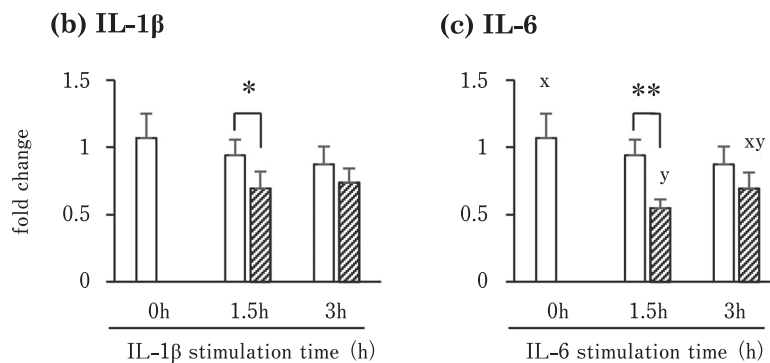 (b) IL-1β
(c) IL-6
fold change
1.5
1
0.5
0
*
0h
1.5h
3h
IL-1β stimulation time (h)
1.5
1
0.5
0
x
**
y
xy
0h
1.5h
3h
IL-6 stimulation time (h)